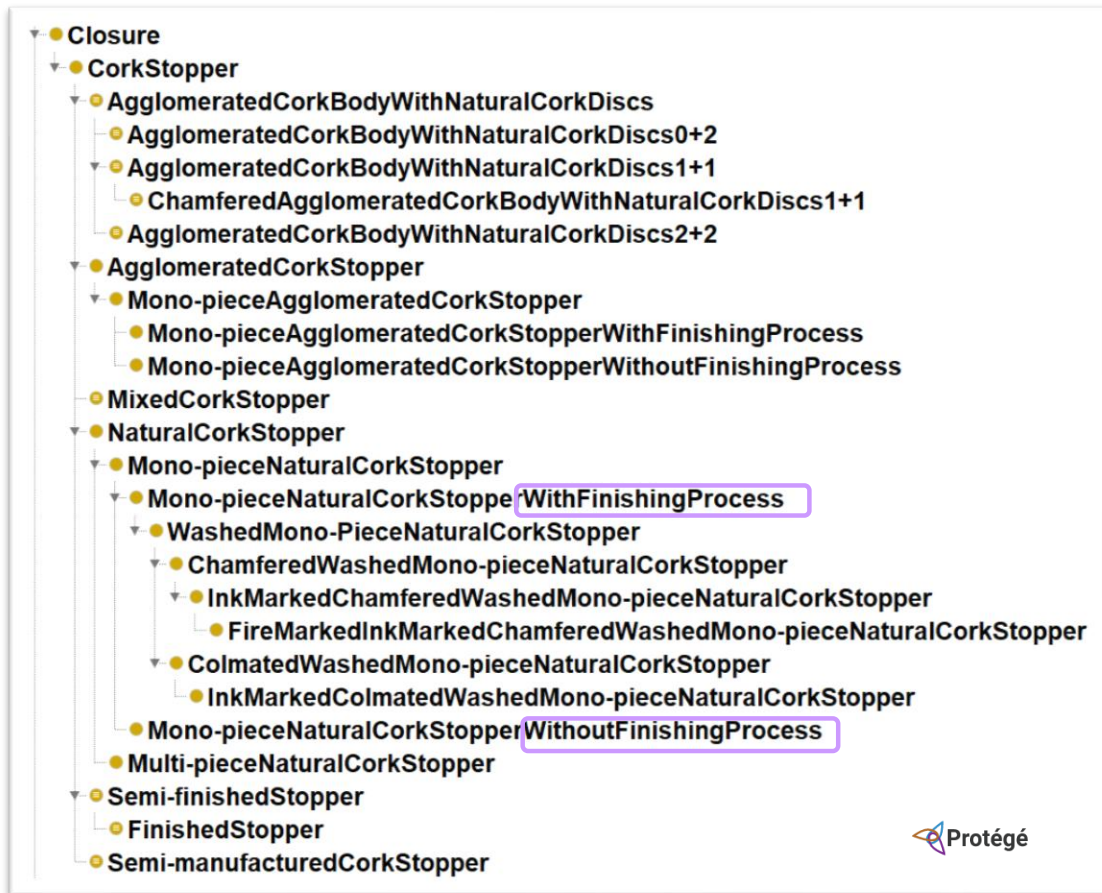 Closure
CorkStopper
AgglomeratedCorkBodyWithNaturalCorkDiscs
AgglomeratedCorkBodyWithNaturalCorkDiscs0+2
AgglomeratedCorkBodyWithNaturalCorkDiscs1+1
ChamferedAgglomeratedCorkBodyWithNaturalCorkDiscs1+1
AgglomeratedCorkBodyWithNaturalCorkDiscs2+2
AgglomeratedCorkStopper
Mono-pieceAgglomeratedCorkStopper
Mono-pieceAgglomeratedCorkStopperWithFinishingProcess
Mono-pieceAgglomeratedCorkStopperWithoutFinishingProcess
MixedCorkStopper
NaturalCorkStopper
Mono-pieceNaturalCorkStopper
Mono-pieceNaturalCorkStopperWithFinishingProcess
WashedMono-PieceNaturalCorkStopper
ChamferedWashedMono-pieceNaturalCorkStopper
InkMarkedChamferedWashedMono-pieceNaturalCorkStopper
FireMarkedInkMarkedChamferedWashedMono-pieceNaturalCorkStopper
ColmatedWashedMono-pieceNaturalCorkStopper
InkMarkedColmatedWashedMono-pieceNaturalCorkStopper
Mono-pieceNaturalCorkStopperWithoutFinishingProcess
Multi-pieceNaturalCorkStopper
Semi-finishedStopper
FinishedStopper
Semi-manufacturedCorkStopper
Protégé